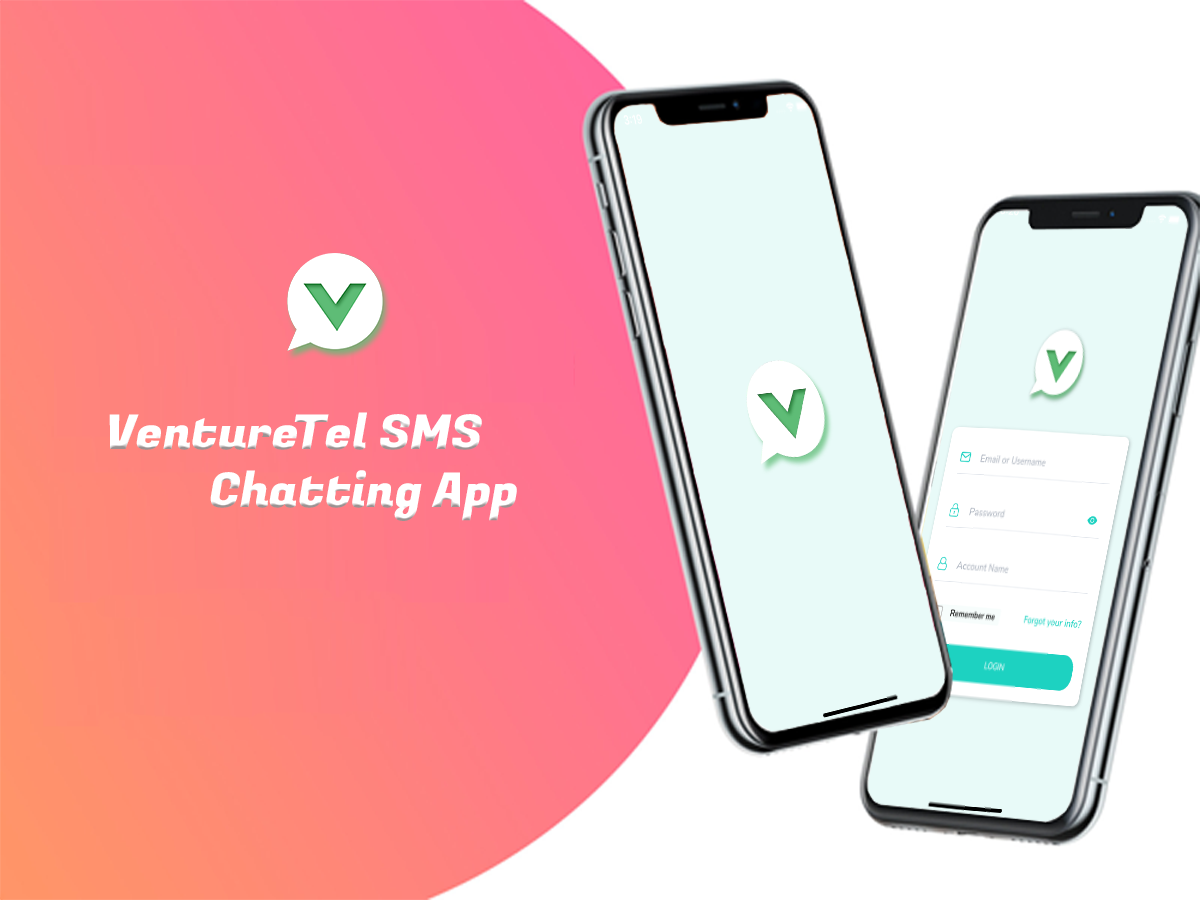 V
VentureTel SMS
Chatting App
V
V
Email or Username
Password
Account Name
Remember me
Forgot your info?
LOGIN